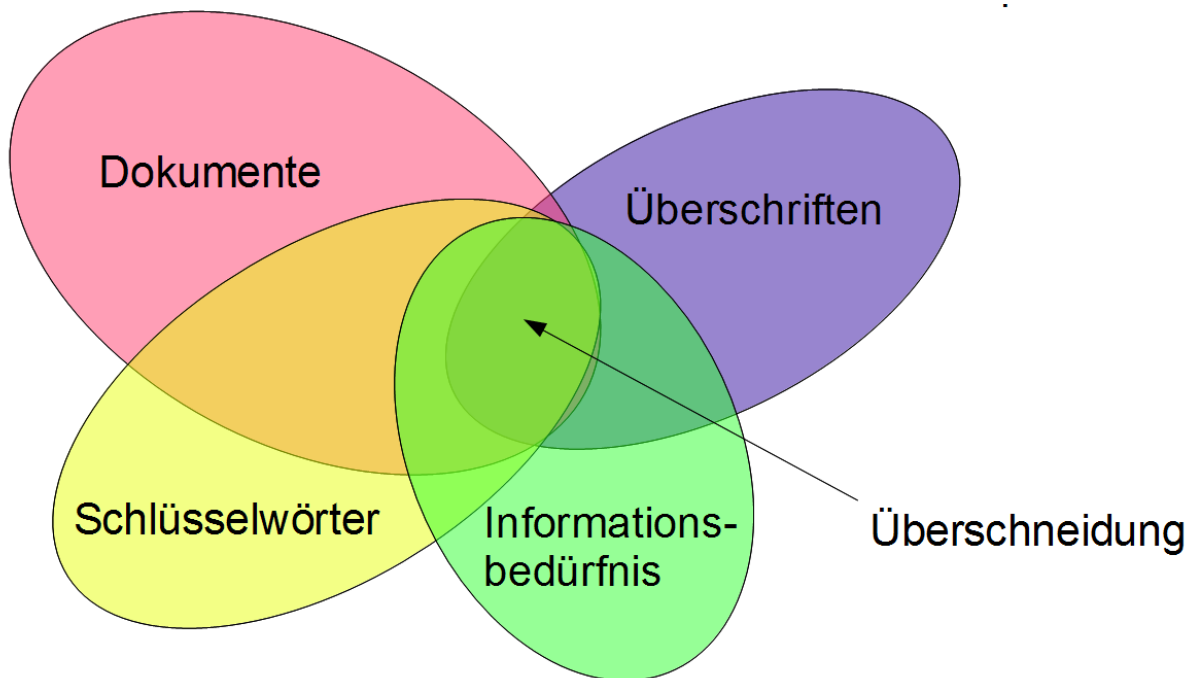 Dokumente
Überschriften
Schlüsselwörter
Informations-
bedürfnis
Überschneidung